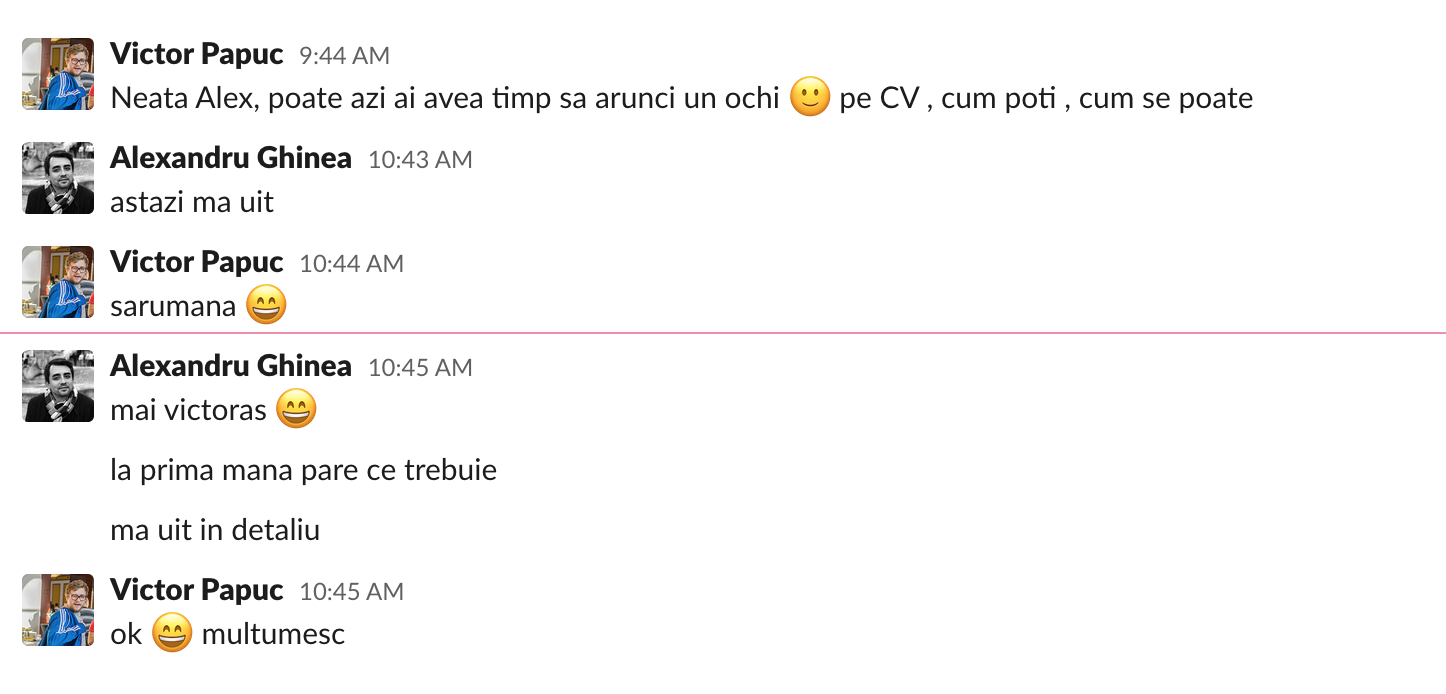 Victor Papuc 9:44 AM
Neata Alex, poate azi ai avea timp sa arunci un ochi 🙂 pe CV , cum poti , cum se poate
Alexandru Ghinea 10:43 AM
astazi ma uit
Victor Papuc 10:44 AM
sarumana 😄
Alexandru Ghinea 10:45 AM
mai victoras 😄
la prima mana pare ce trebuie
ma uit in detaliu
Victor Papuc 10:45 AM
ok 😄 multumesc